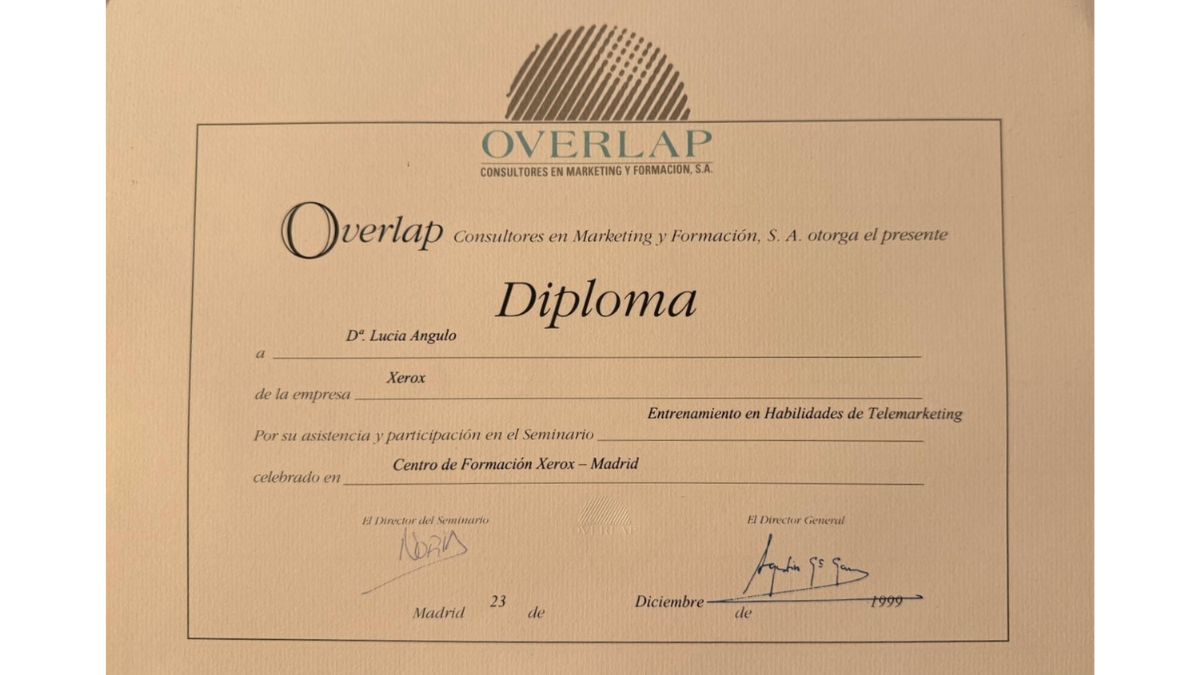 OVERLAP
CONSULTORES EN MARKETING Y FORMACION, S.A.
Overlap Consultores en Marketing y Formación, S. A. otorga el presente
Diploma
a Dª. Lucia Angulo
de la empresa Xerox
Por su asistencia y participación en el Seminario Entrenamiento en Habilidades de Telemarketing
celebrado en Centro de Formación Xerox – Madrid
El Director del Seminario
OVERLAP
El Director General
Madrid 23 de Diciembre de 1999